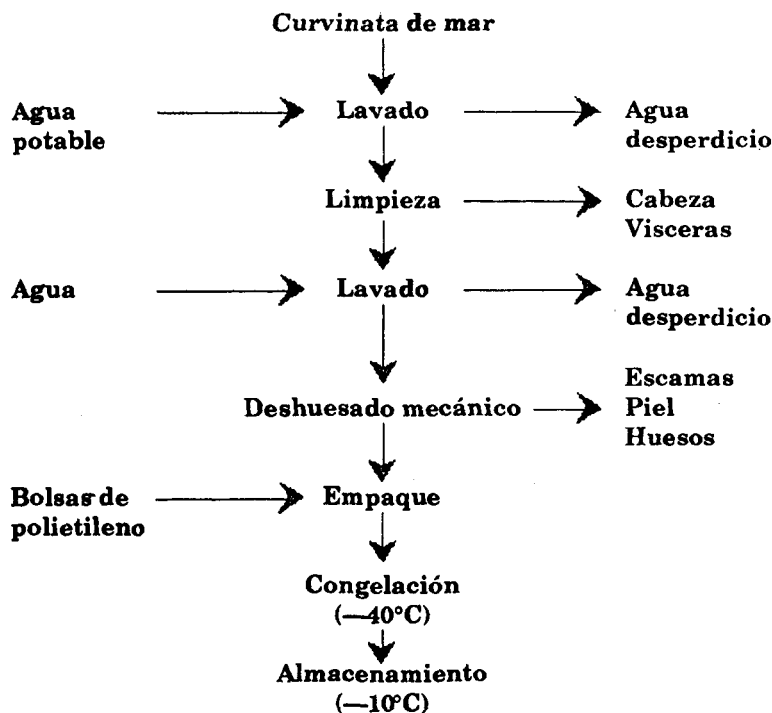 Curvinata de mar
Agua
potable
Lavado
Agua
desperdicio
Limpieza
Cabeza
Visceras
Agua
Lavado
Agua
desperdicio
Deshuesado mecánico
Escamas
Piel
Huesos
Bolsas de
polietileno
Empaque
Congelación
(—40°C)
Almacenamiento
(—10°C)